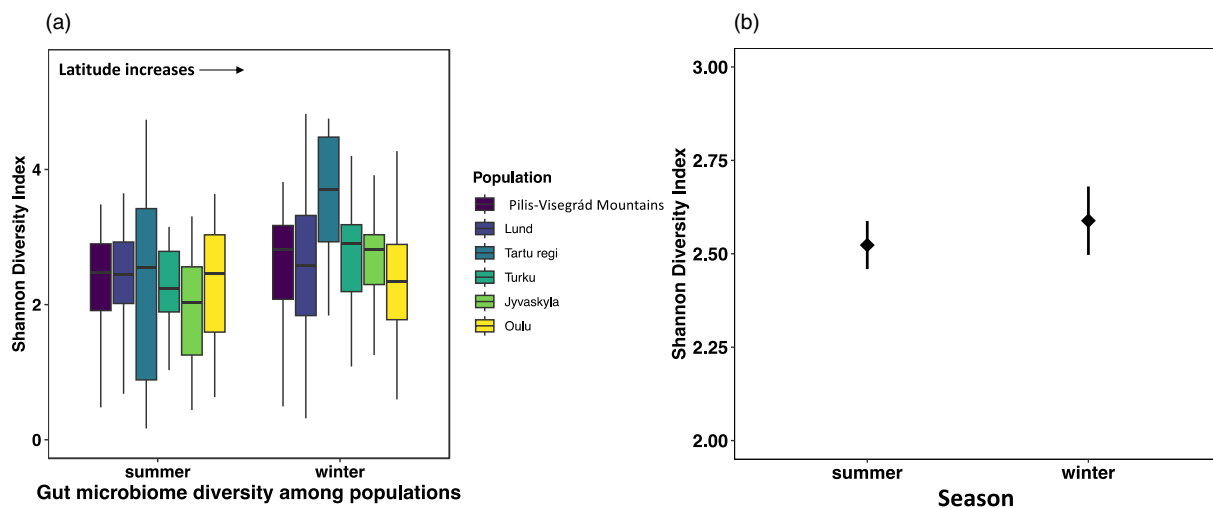 (a)
Latitude increases
Shannon Diversity Index
4
2
0
summer
winter
Gut microbiome diversity among populations
Population
Pilis-Visegrád Mountains
Lund
Tartu regi
Turku
Jyvaskyla
Oulu
(b)
Shannon Diversity Index
3.00
2.75
2.50
2.25
2.00
summer
winter
Season